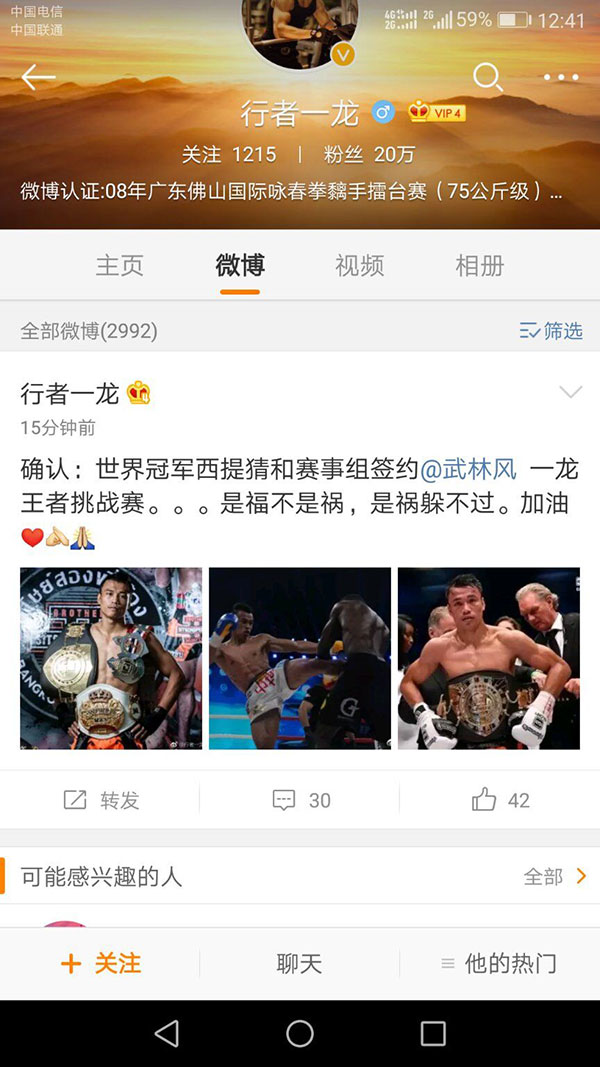 中国电信
中国联通
4G 2G 2G 59% 12:41
V
行者一龙 VIP 4
关注 1215 | 粉丝 20万
微博认证:08年广东佛山国际咏春拳黐手擂台赛（75公斤级）...
主页 微博 视频 相册
全部微博(2992) 筛选
行者一龙
15分钟前
确认：世界冠军西提猜和赛事组签约@武林风 一龙
王者挑战赛。。。是福不是祸，是祸躲不过。加油
BROTHE
BANG
G
转发 30 42
可能感兴趣的人 全部
+ 关注 聊天 他的热门